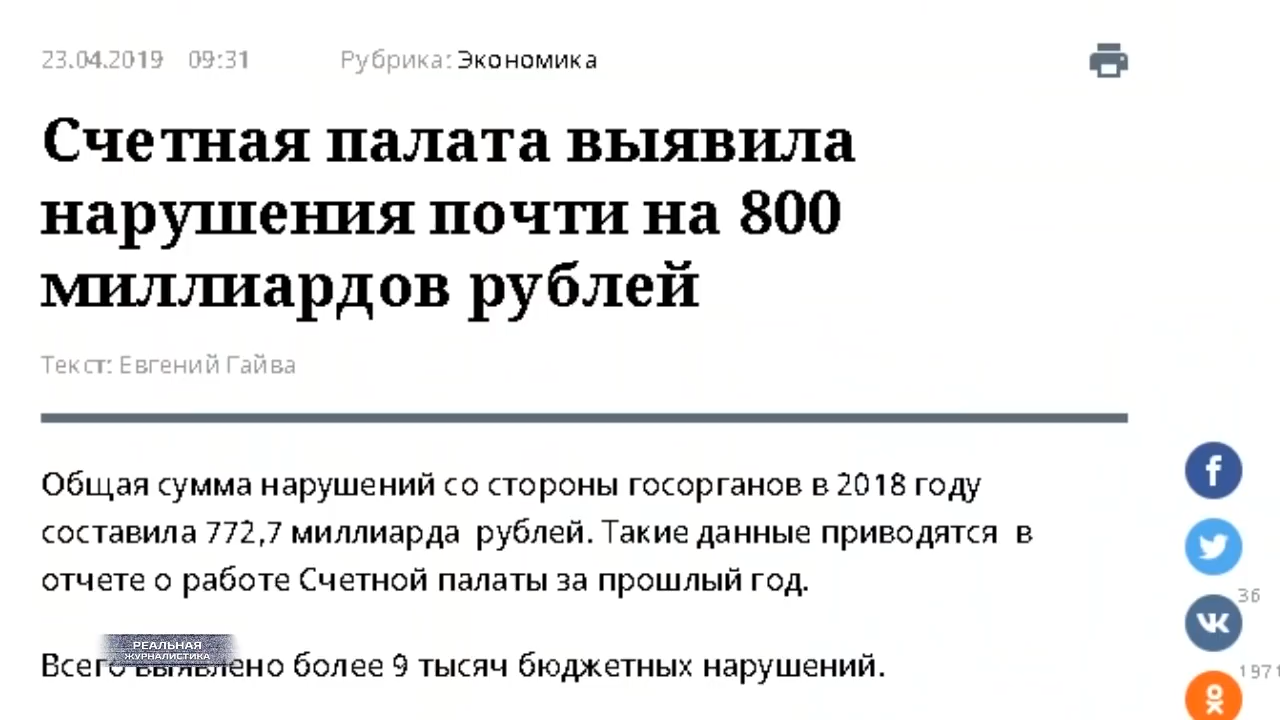 23.04.2019 09:31 Рубрика: Экономика
Счетная палата выявила
нарушения почти на 800
миллиардов рублей
Текст: Евгений Гайва
Общая сумма нарушений со стороны госорганов в 2018 году
составила 772,7 миллиарда рублей. Такие данные приводятся в
отчете о работе Счетной палаты за прошлый год.
36
РЕАЛЬНАЯ
ЖУРНАЛИСТИКА
Всего выявлено более 9 тысяч бюджетных нарушений.
1971